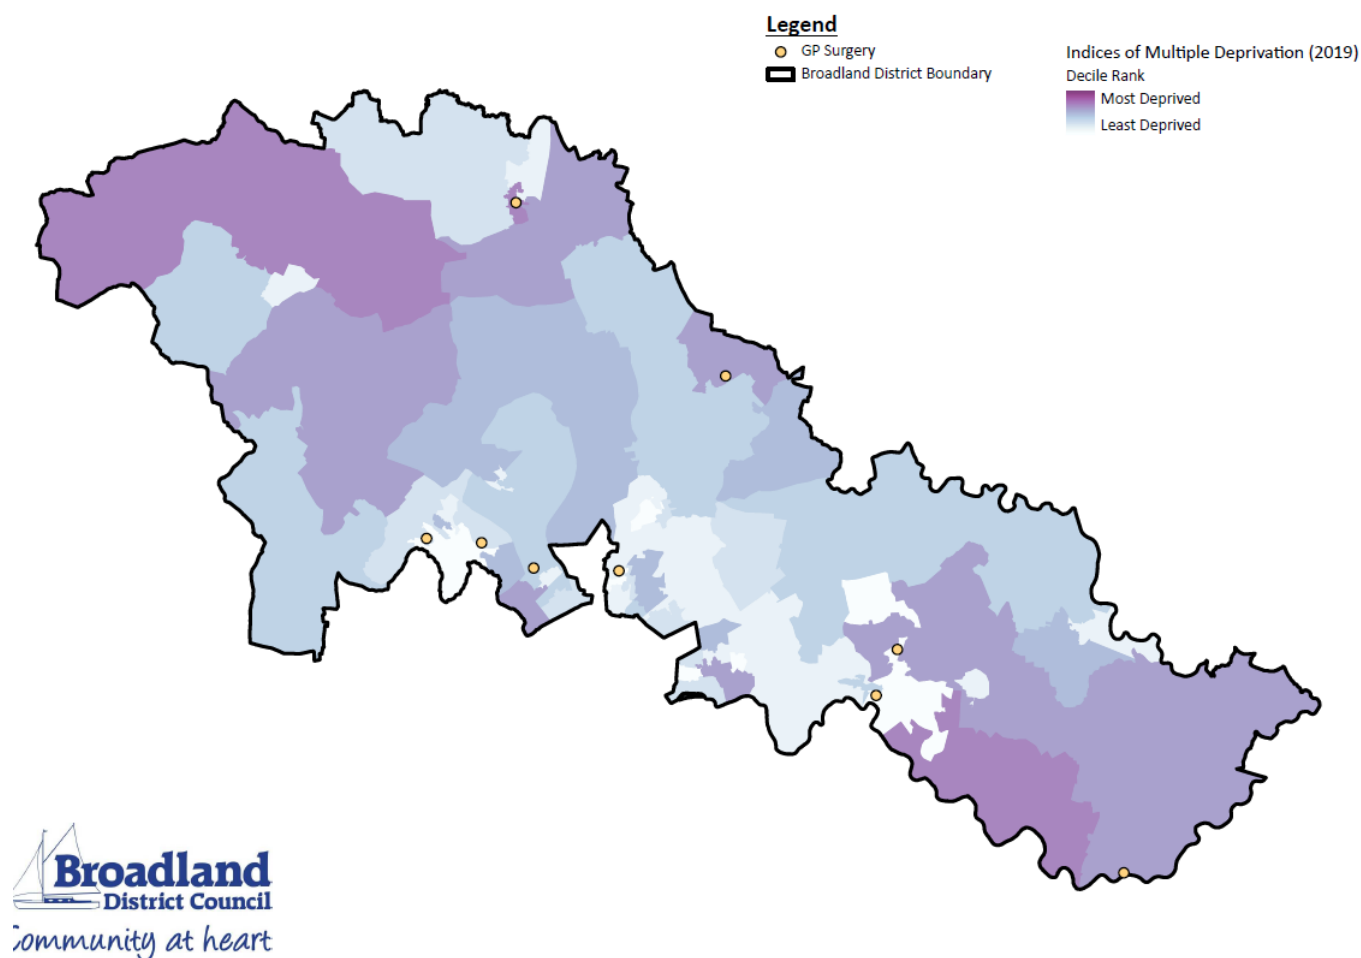 Legend
GP Surgery
Broadland District Boundary
Indices of Multiple Deprivation (2019)
Decile Rank
Most Deprived
Least Deprived
Broadland
District Council
Community at heart